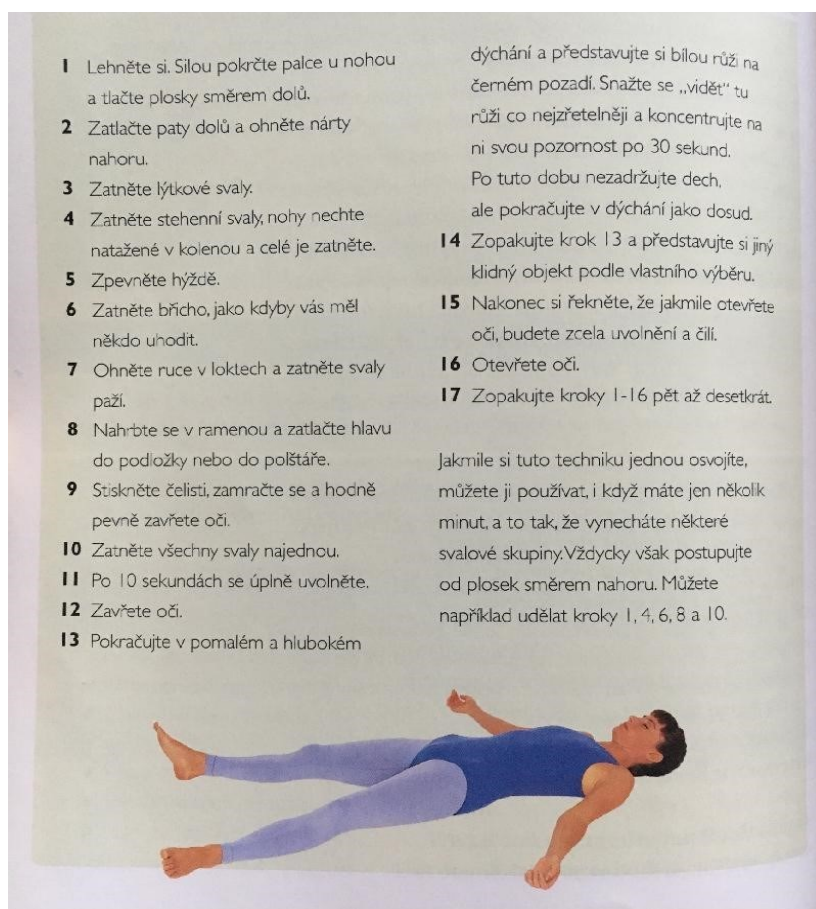 1 Lehněte si. Silou pokrčte palce u nohou
a tlačte plosky směrem dolů.
2 Zatlačte paty dolů a ohněte nárty
nahoru.
3 Zatněte lýtkové svaly.
4 Zatněte stehenní svaly, nohy nechte
natažené v kolenou a celé je zatněte.
5 Zpevněte hýždě.
6 Zatněte břicho, jako kdyby vás měl
někdo uhodit.
7 Ohněte ruce v loktech a zatněte svaly
paží.
8 Nahrbte se v ramenou a zatlačte hlavu
do podložky nebo do polštáře.
9 Stiskněte čelisti, zamračte se a hodně
pevně zavřete oči.
10 Zatněte všechny svaly najednou.
11 Po 10 sekundách se úplně uvolněte.
12 Zavřete oči.
13 Pokračujte v pomalém a hlubokém
dýchání a představujte si bílou růži na
černém pozadí. Snažte se „vidět" tu
růži co nejzřetelněji a koncentrujte na
ni svou pozornost po 30 sekund.
Po tuto dobu nezadržujte dech,
ale pokračujte v dýchání jako dosud.
14 Zopakujte krok 13 a představujte si jiný
klidný objekt podle vlastního výběru.
15 Nakonec si řekněte, že jakmile otevřete
oči, budete zcela uvolnění a čilí.
16 Otevřete oči.
17 Zopakujte kroky 1-16 pět až desetkrát.
Jakmile si tuto techniku jednou osvojíte,
můžete ji používat, i když máte jen několik
minut, a to tak, že vynecháte některé
svalové skupiny. Vždycky však postupujte
od plosek směrem nahoru. Můžete
například udělat kroky 1, 4, 6, 8 a 10.